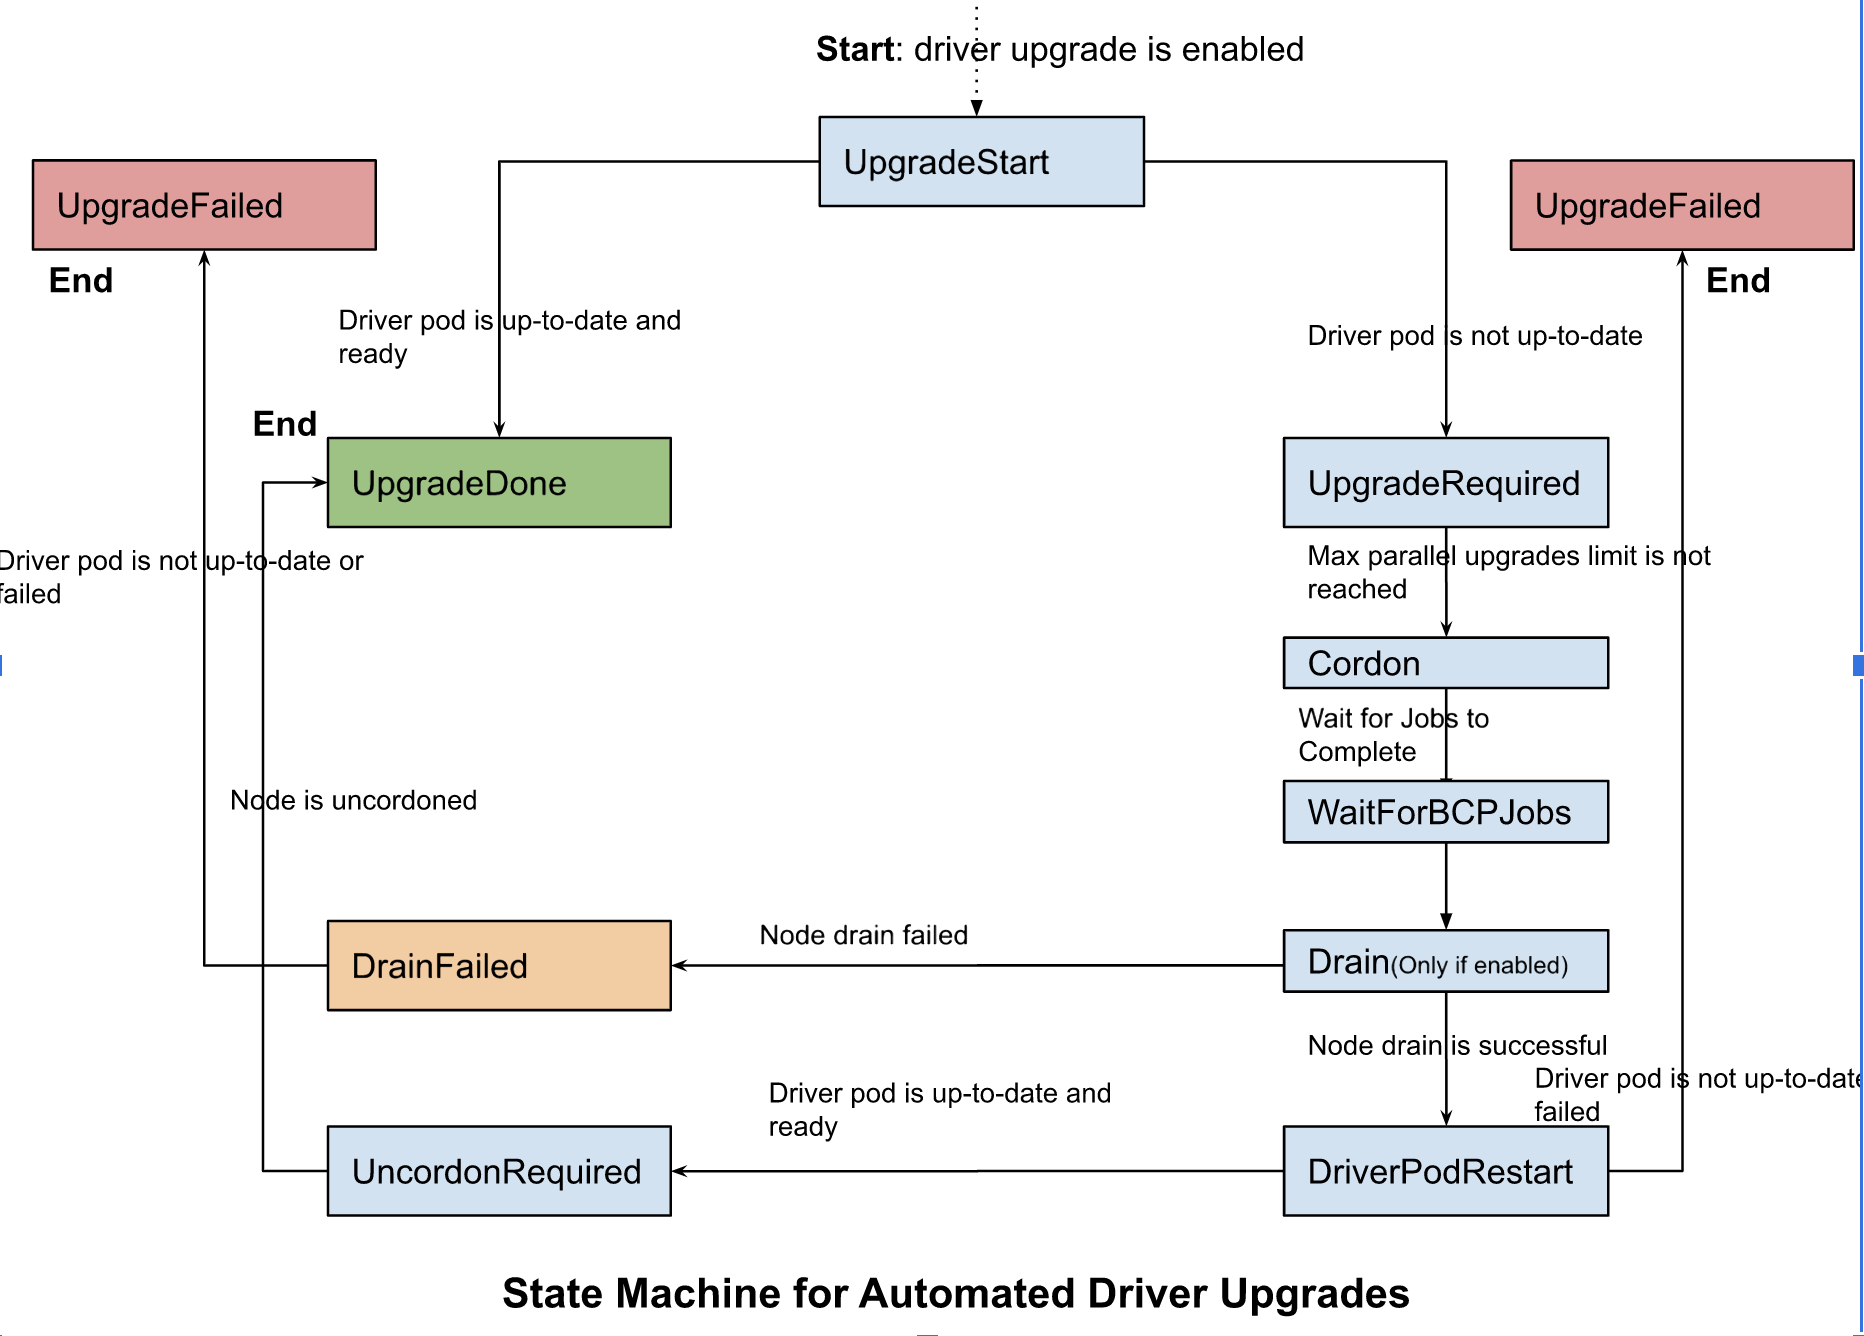 Start: driver upgrade is enabled
UpgradeStart
UpgradeFailed
UpgradeFailed
End
End
Driver pod is up-to-date and
ready
Driver pod is not up-to-date
End
UpgradeDone
UpgradeRequired
Driver pod is not up-to-date or
failed
Max parallel upgrades limit is not
reached
Cordon
Wait for Jobs to
Complete
Node is uncordoned
WaitForBCPJobs
Node drain failed
DrainFailed
Drain(Only if enabled)
Node drain is successful
Driver pod is not up-to-date
failed
Driver pod is up-to-date and
ready
UncordonRequired
DriverPodRestart
State Machine for Automated Driver Upgrades